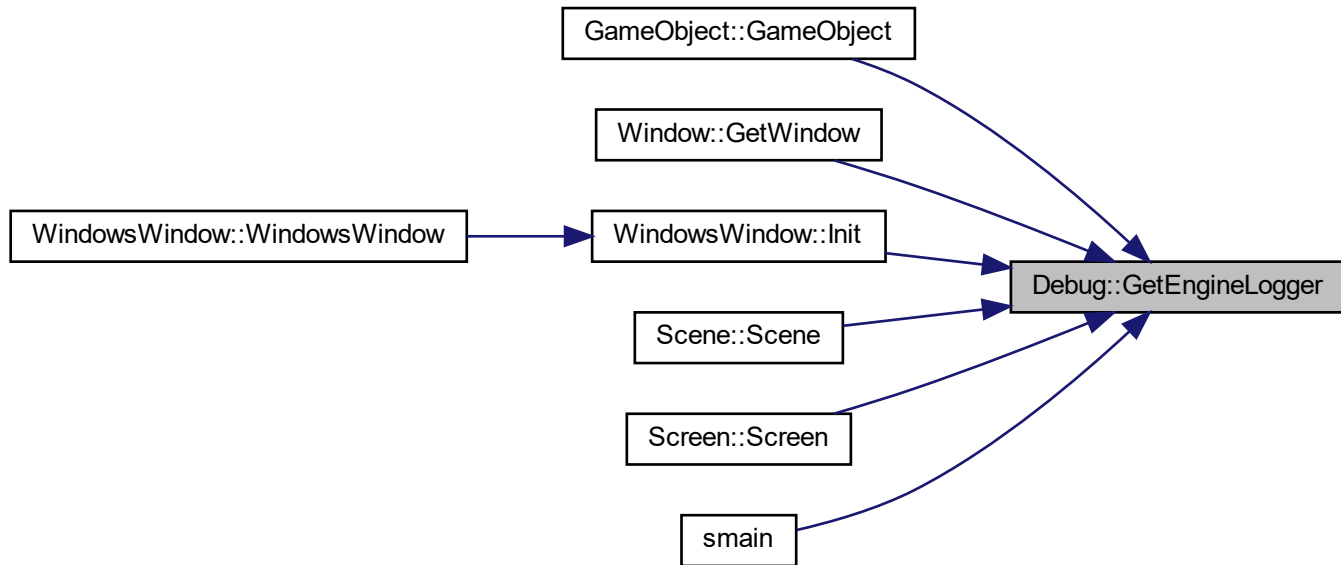 GameObject::GameObject
Window::GetWindow
WindowsWindow::WindowsWindow
WindowsWindow::Init
Debug::GetEngineLogger
Scene::Scene
Screen::Screen
smain